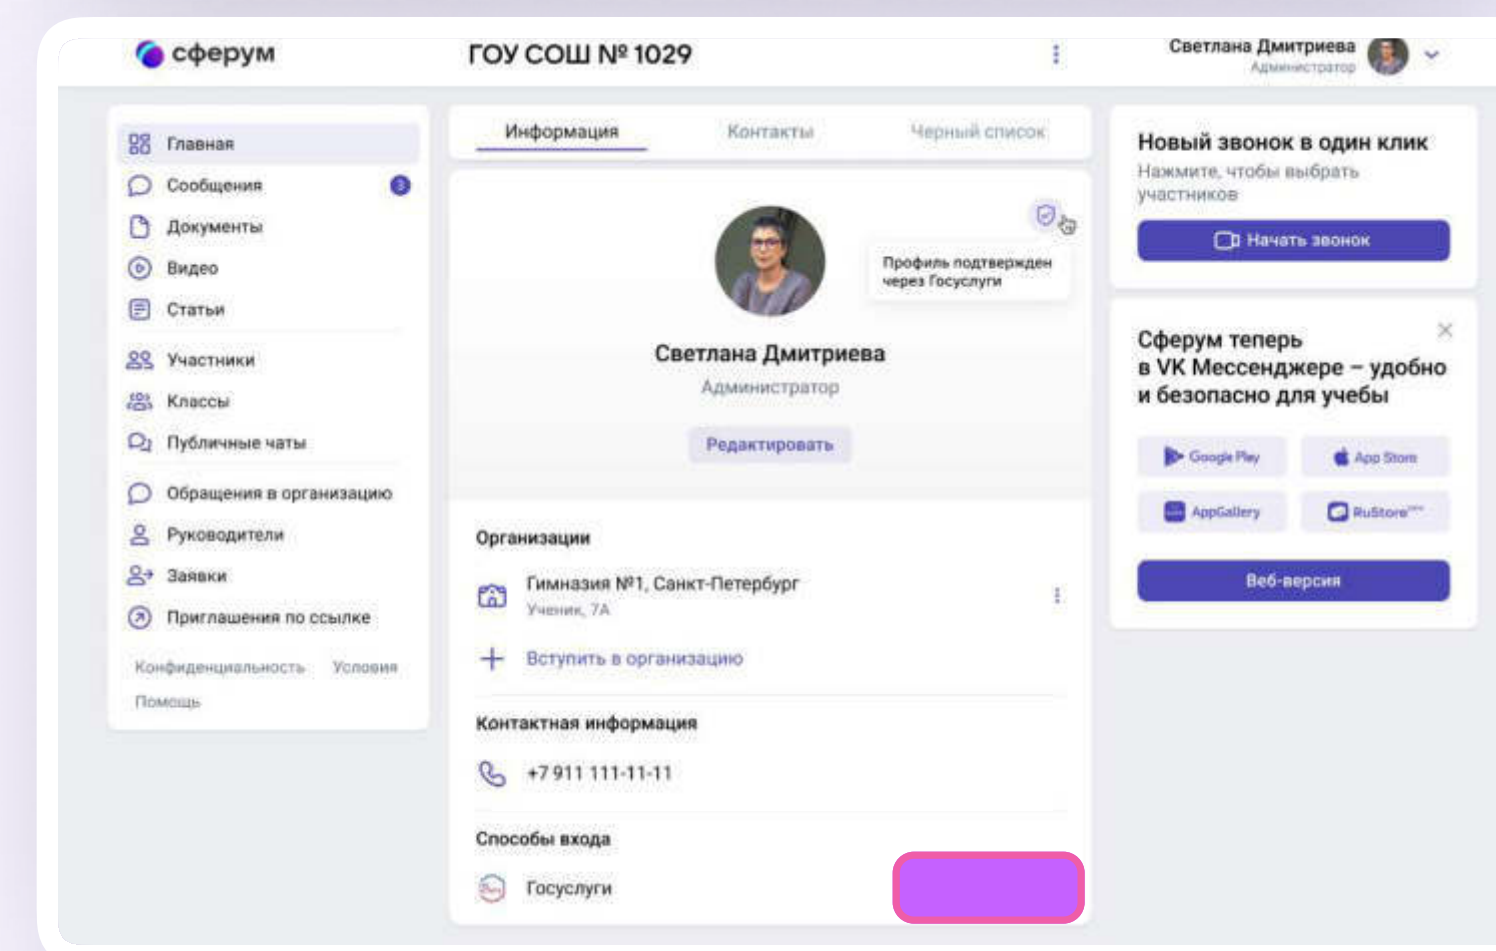 сферум
ГОУ СОШ № 1029
Светлана Дмитриева
Администратор
Главная
Сообщения 3
Документы
Видео
Статьи
Участники
Классы
Публичные чаты
Обращения в организацию
Руководители
Заявки
Приглашения по ссылке
Конфиденциальность Условия
Помощь
Информация Контакты Черный список
Профиль подтвержден
через Госуслуги
Светлана Дмитриева
Администратор
Редактировать
Организации
Гимназия №1, Санкт-Петербург
Ученик, 7А
Вступить в организацию
Контактная информация
+7 911 111-11-11
Способы входа
Госуслуги
Новый звонок в один клик
Нажмите, чтобы выбрать
участников
Начать звонок
Сферум теперь
в VK Мессенджере – удобно
и безопасно для учебы
Google Play App Store
AppGallery RuStore
Веб-версия